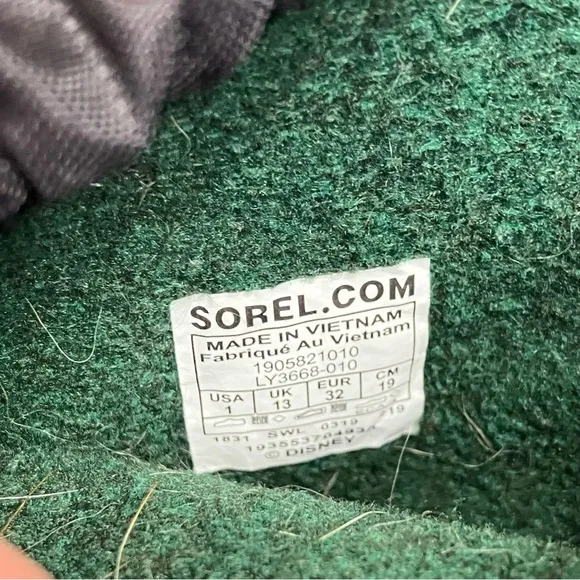 SOREL.COM
MADE IN VIETNAM
Fabriqué Au Vietnam
1905821010
LY3668-010
USA UK EUR CM
1 13 32 19
1831 SWL 0319
© DISNEY